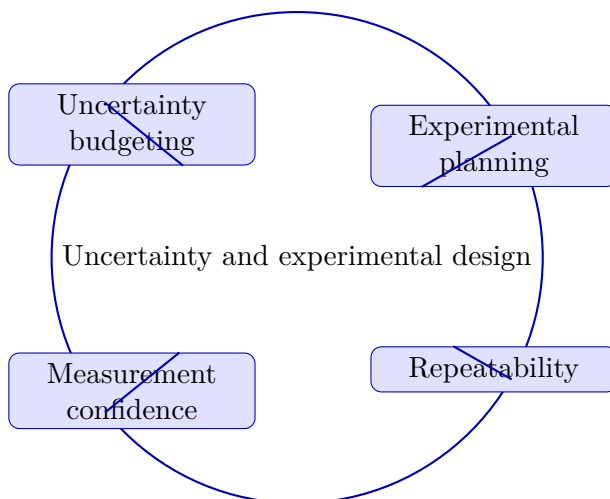 Uncertainty
budgeting
Experimental
planning
Uncertainty and experimental design
Measurement
confidence
Repeatability